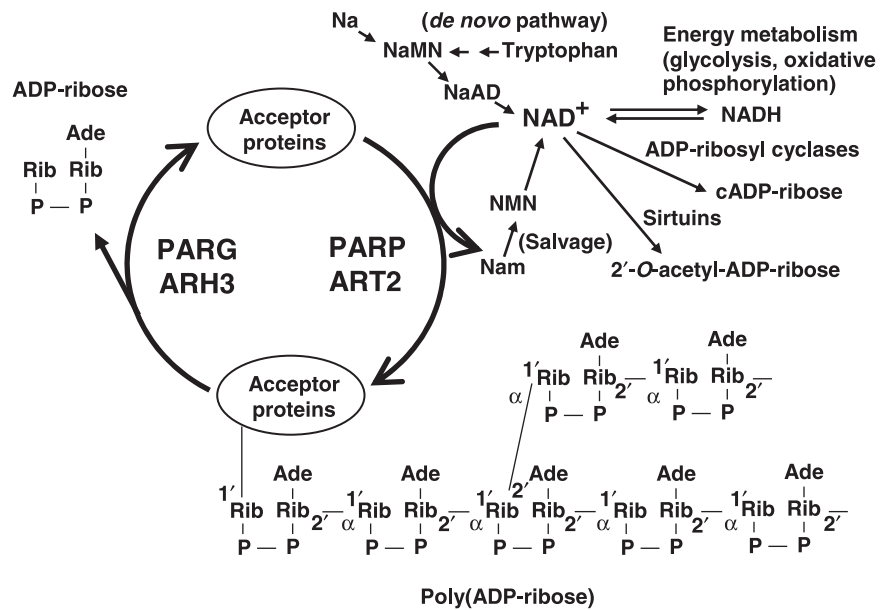 Na
(de novo pathway)
NaMN
Tryptophan
NaAD
NAD+
Energy metabolism
(glycolysis, oxidative
phosphorylation)
NADH
ADP-ribosyl cyclases
cADP-ribose
Sirtuins
2′-O-acetyl-ADP-ribose
NMN
(Salvage)
Nam
ADP-ribose
Ade
Rib Rib
P — P
Acceptor
proteins
PARG
ARH3
PARP
ART2
Acceptor
proteins
Ade Ade
1′ Rib Rib 2′ — 1′ Rib Rib 2′ —
α α
P — P P — P
Ade Ade 2′ Ade Ade Ade
1′ Rib Rib 2′ — 1′ Rib Rib 2′ — 1′ Rib Rib 2′ — 1′ Rib Rib 2′ — 1′ Rib Rib 2′ —
α α α α
P — P P — P P — P P — P P — P
Poly(ADP-ribose)